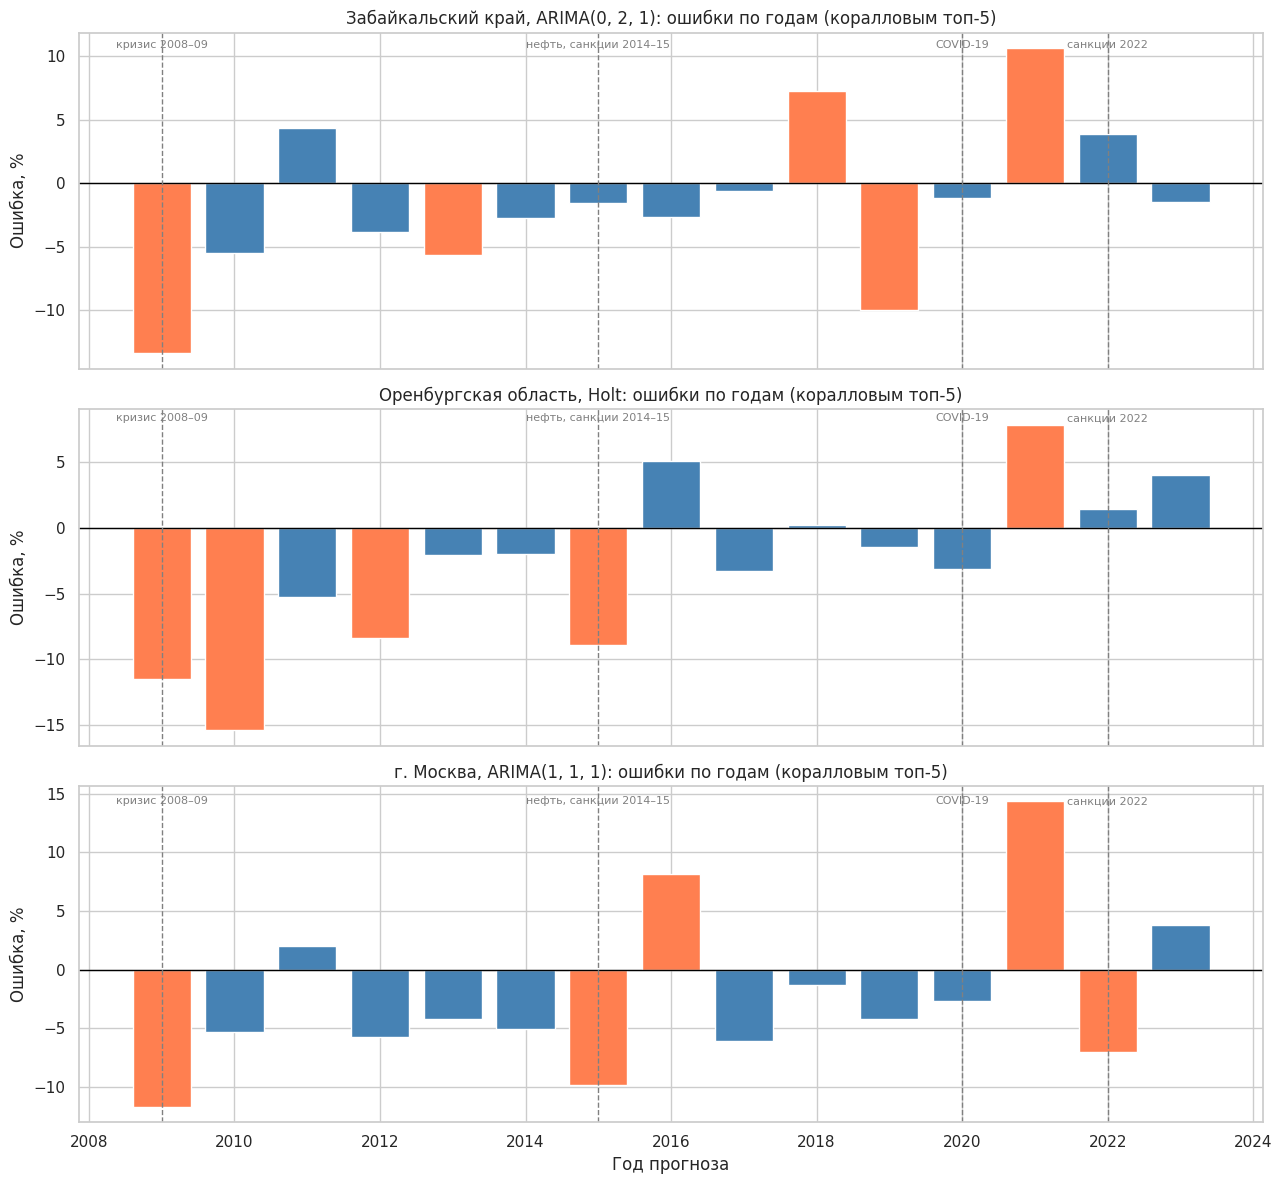 Забайкальский край, ARIMA(0, 2, 1): ошибки по годам (коралловым топ-5)
кризис 2008–09
нефть, санкции 2014–15
COVID-19
санкции 2022
10
5
0
−5
−10
Ошибка, %
Оренбургская область, Holt: ошибки по годам (коралловым топ-5)
кризис 2008–09
нефть, санкции 2014–15
COVID-19
санкции 2022
5
0
−5
−10
−15
Ошибка, %
г. Москва, ARIMA(1, 1, 1): ошибки по годам (коралловым топ-5)
кризис 2008–09
нефть, санкции 2014–15
COVID-19
санкции 2022
15
10
5
0
−5
−10
Ошибка, %
2008 2010 2012 2014 2016 2018 2020 2022 2024
Год прогноза